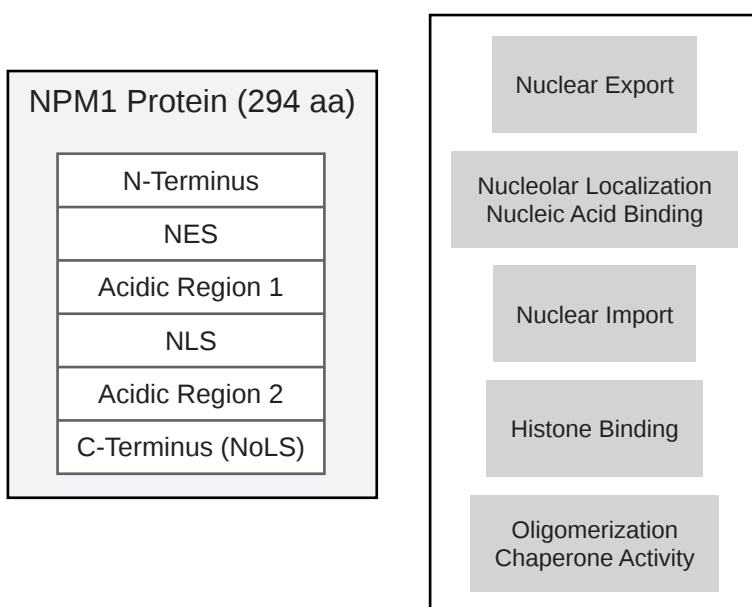 NPM1 Protein (294 aa)
N-Terminus
NES
Acidic Region 1
NLS
Acidic Region 2
C-Terminus (NoLS)
Nuclear Export
Nucleolar Localization
Nucleic Acid Binding
Nuclear Import
Histone Binding
Oligomerization
Chaperone Activity